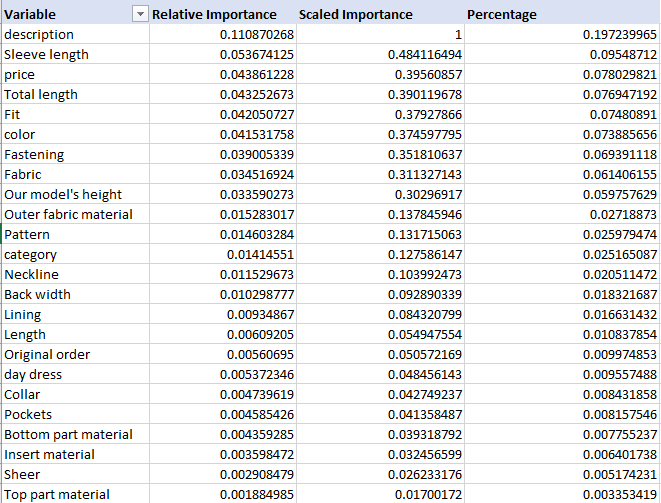 Variable Relative Importance Scaled Importance Percentage
description 0.110870268 1 0.197239965
Sleeve length 0.053674125 0.484116494 0.09548712
price 0.043861228 0.39560857 0.078029821
Total length 0.043252673 0.390119678 0.076947192
Fit 0.042050727 0.37927866 0.07480891
color 0.041531758 0.374597795 0.073885656
Fastening 0.039005339 0.351810637 0.069391118
Fabric 0.034516924 0.311327143 0.061406155
Our model's height 0.033590273 0.30296917 0.059757629
Outer fabric material 0.015283017 0.137845946 0.02718873
Pattern 0.014603284 0.131715063 0.025979474
category 0.01414551 0.127586147 0.025165087
Neckline 0.011529673 0.103992473 0.020511472
Back width 0.010298777 0.092890339 0.018321687
Lining 0.00934867 0.084320799 0.016631432
Length 0.00609205 0.054947554 0.010837854
Original order 0.00560695 0.050572169 0.009974853
day dress 0.005372346 0.048456143 0.009557488
Collar 0.004739619 0.042749237 0.008431858
Pockets 0.004585426 0.041358487 0.008157546
Bottom part material 0.004359285 0.039318792 0.007755237
Insert material 0.003598472 0.032456599 0.006401738
Sheer 0.002908479 0.026233176 0.005174231
Top part material 0.001884985 0.01700172 0.003353419